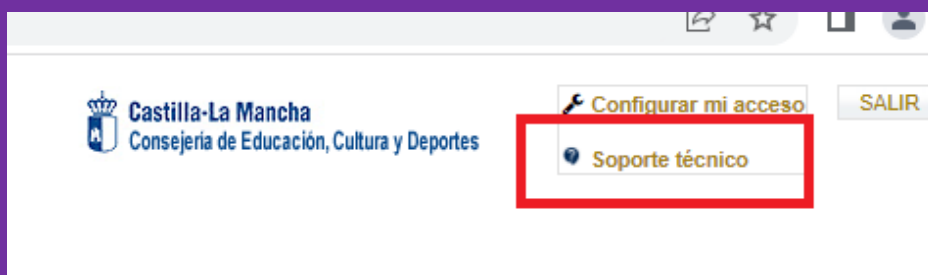 Castilla-La Mancha
Consejería de Educación, Cultura y Deportes
Configurar mi acceso
SALIR
Soporte técnico